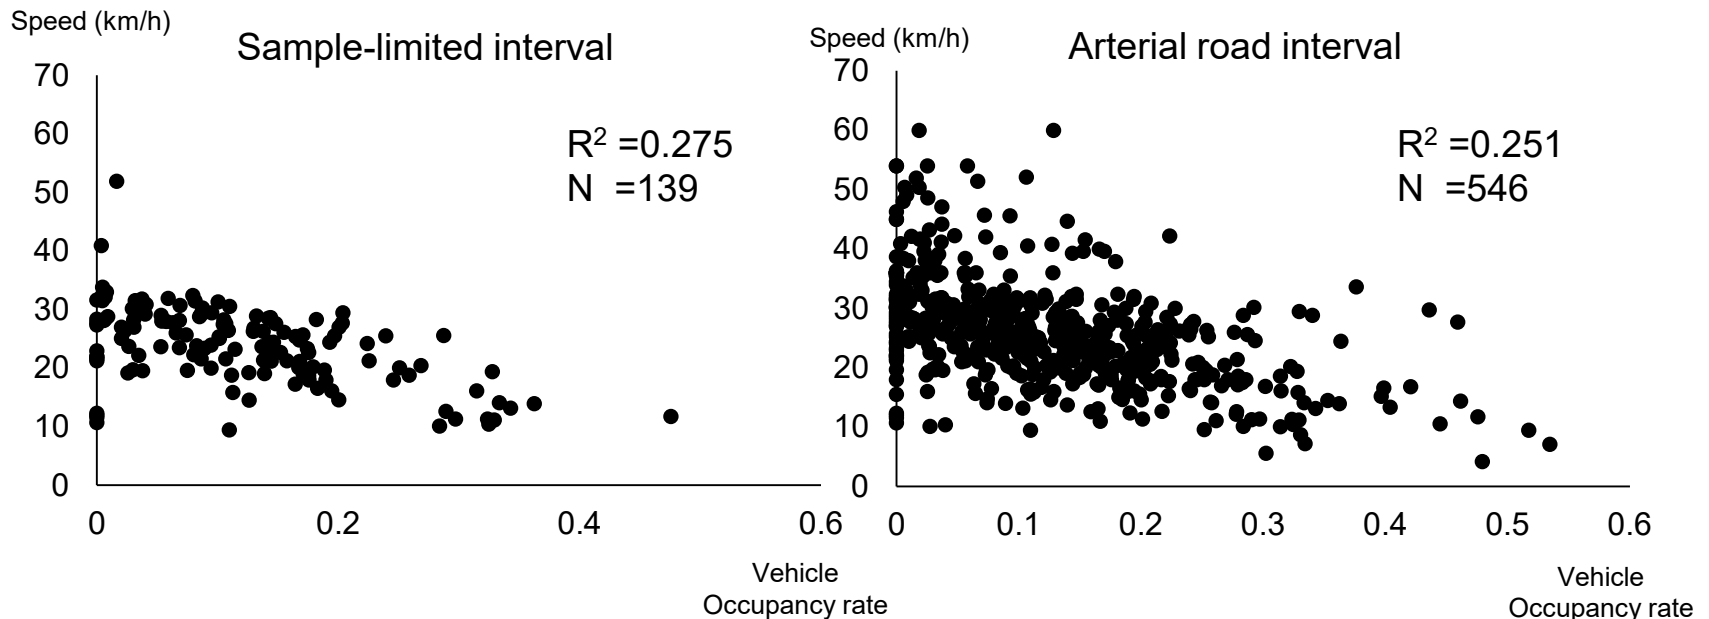 Speed (km/h)
Sample-limited interval
70
60
50
40
30
20
10
0
R² =0.275
N =139
0
0.2
0.4
0.6
Vehicle
Occupancy rate
Speed (km/h)
Arterial road interval
70
60
50
40
30
20
10
0
R² =0.251
N =546
0
0.1
0.2
0.3
0.4
0.5
0.6
Vehicle
Occupancy rate